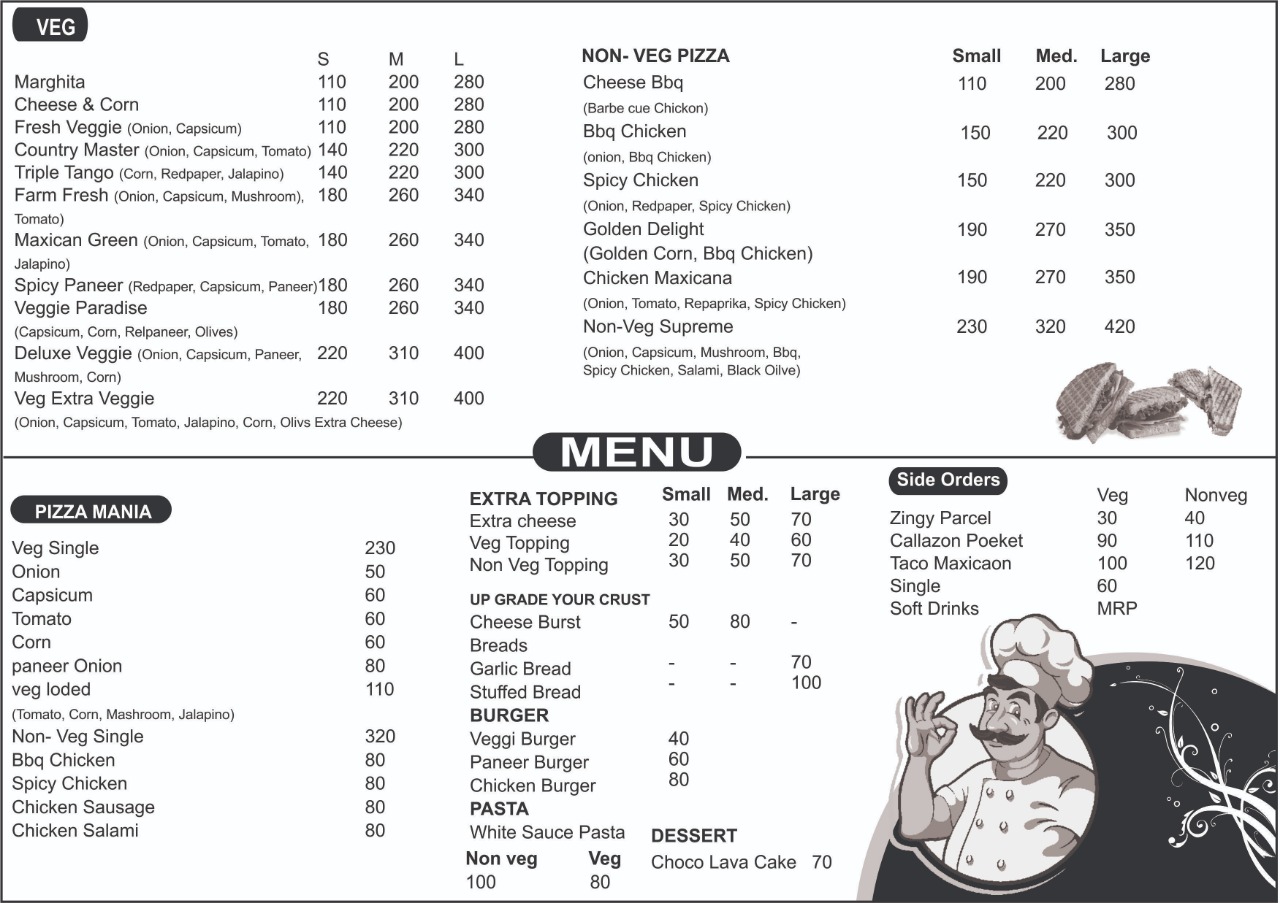 VEG
S M L
Marghita 110 200 280
Cheese & Corn 110 200 280
Fresh Veggie (Onion, Capsicum) 110 200 280
Country Master (Onion, Capsicum, Tomato) 140 220 300
Triple Tango (Corn, Redpaper, Jalapino) 140 220 300
Farm Fresh (Onion, Capsicum, Mushroom), 180 260 340
Tomato)
Maxican Green (Onion, Capsicum, Tomato, 180 260 340
Jalapino)
Spicy Paneer (Redpaper, Capsicum, Paneer) 180 260 340
Veggie Paradise 180 260 340
(Capsicum, Corn, Relpaneer, Olives)
Deluxe Veggie (Onion, Capsicum, Paneer, 220 310 400
Mushroom, Corn)
Veg Extra Veggie 220 310 400
(Onion, Capsicum, Tomato, Jalapino, Corn, Olivs Extra Cheese)
NON- VEG PIZZA Small Med. Large
Cheese Bbq 110 200 280
(Barbe cue Chickon)
Bbq Chicken 150 220 300
(onion, Bbq Chicken)
Spicy Chicken 150 220 300
(Onion, Redpaper, Spicy Chicken)
Golden Delight 190 270 350
(Golden Corn, Bbq Chicken)
Chicken Maxicana 190 270 350
(Onion, Tomato, Repaprika, Spicy Chicken)
Non-Veg Supreme 230 320 420
(Onion, Capsicum, Mushroom, Bbq,
Spicy Chicken, Salami, Black Oilve)
MENU
PIZZA MANIA
Veg Single 230
Onion 50
Capsicum 60
Tomato 60
Corn 60
paneer Onion 80
veg loded 110
(Tomato, Corn, Mashroom, Jalapino)
Non- Veg Single 320
Bbq Chicken 80
Spicy Chicken 80
Chicken Sausage 80
Chicken Salami 80
EXTRA TOPPING Small Med. Large
Extra cheese 30 50 70
Veg Topping 20 40 60
Non Veg Topping 30 50 70
UP GRADE YOUR CRUST
Cheese Burst 50 80 -
Breads
Garlic Bread - - 70
Stuffed Bread - - 100
BURGER
Veggi Burger 40
Paneer Burger 60
Chicken Burger 80
PASTA
White Sauce Pasta
Non veg Veg
100 80
DESSERT
Choco Lava Cake 70
Side Orders
Veg Nonveg
Zingy Parcel 30 40
Callazon Poeket 90 110
Taco Maxicaon 100 120
Single 60
Soft Drinks MRP